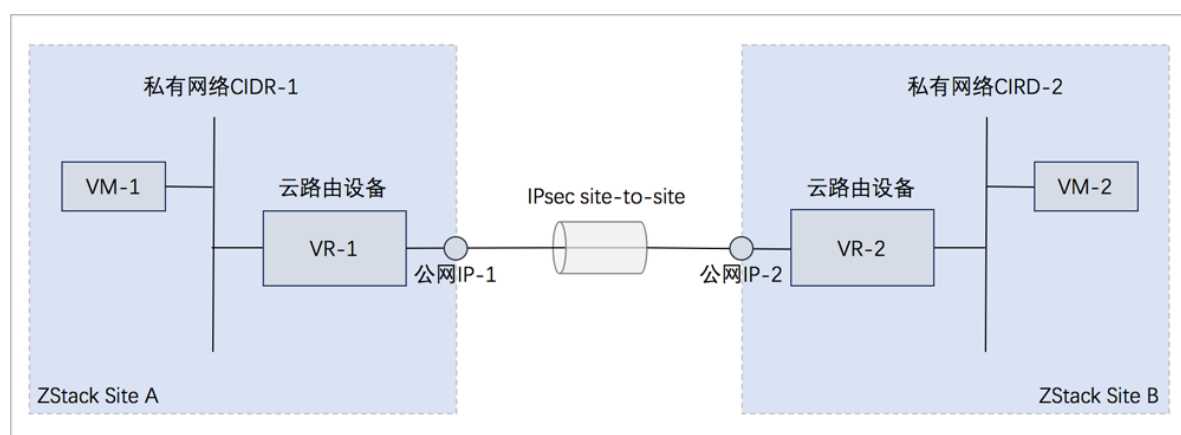 私有网络CIDR-1
私有网络CIRD-2
VM-1
云路由设备
IPsec site-to-site
云路由设备
VM-2
VR-1
VR-2
公网IP-1
公网IP-2
ZStack Site A
ZStack Site B